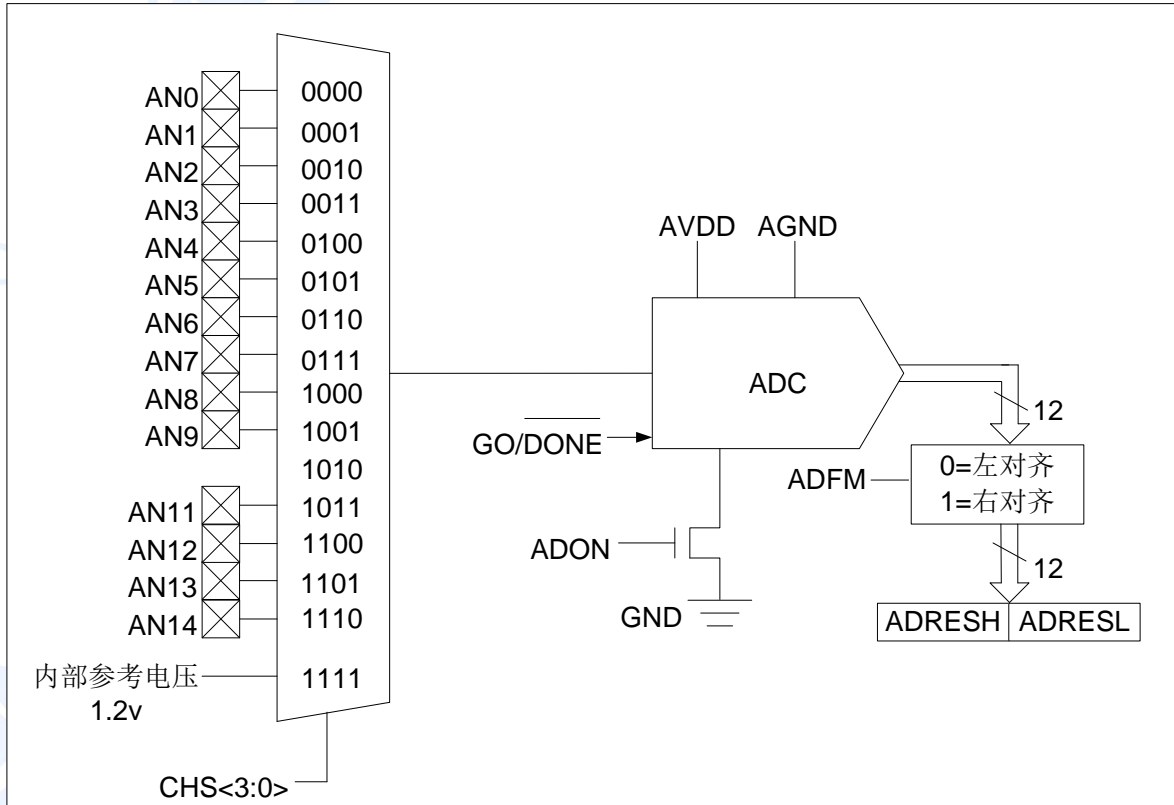 AN0
0000
AN1
0001
AN2
0010
AN3
0011
AN4
0100
AN5
0101
AN6
0110
AN7
0111
AN8
1000
AN9
1001
1010
AN11
1011
AN12
1100
AN13
1101
AN14
1110
内部参考电压
1.2v
1111
CHS<3:0>
AVDD
AGND
ADC
GO/DONE
ADON
GND
12
ADFM
0=左对齐
1=右对齐
12
ADRESH
ADRESL